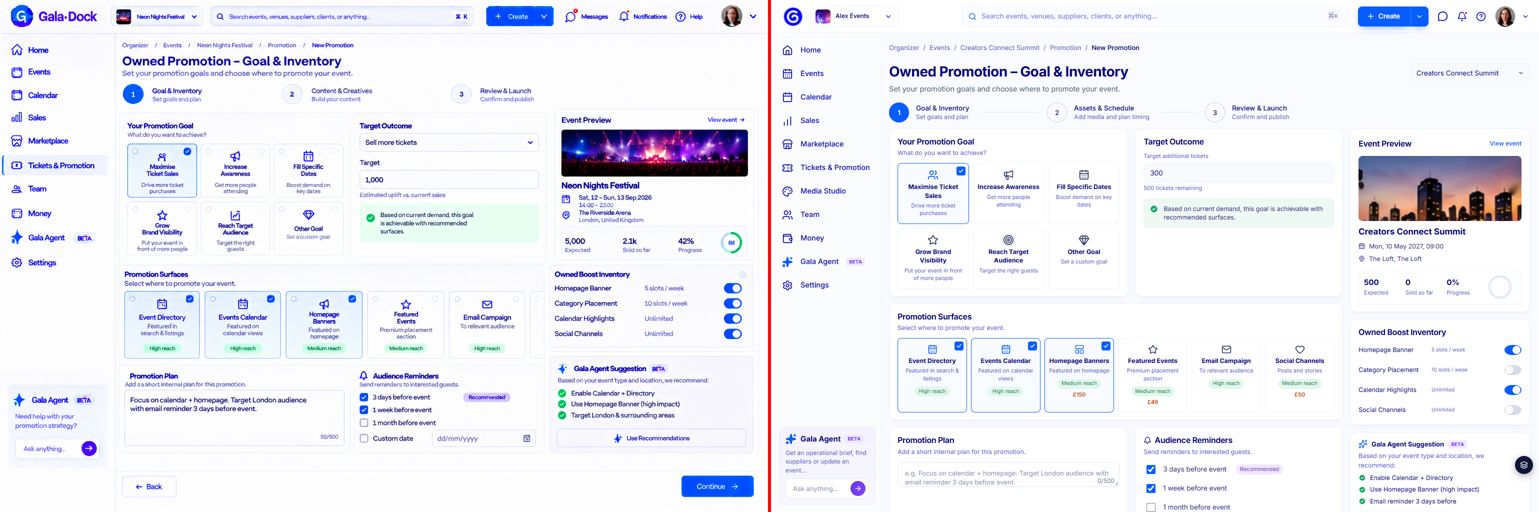 Gala·Dock
Neon Nights Festival
Search events, venues, suppliers, clients, or anything...
⌘ K
+ Create
Messages
Notifications
Help
Home
Events
Calendar
Sales
Marketplace
Tickets & Promotion
Team
Money
Gala Agent BETA
Settings
Gala Agent BETA
Need help with your
promotion strategy?
Ask anything..
Organizer / Events / Neon Nights Festival / Promotion / New Promotion
Owned Promotion – Goal & Inventory
Set your promotion goals and choose where to promote your event.
1 Goal & Inventory
Set goals and plan
2 Content & Creatives
Build your content
3 Review & Launch
Confirm and publish
Your Promotion Goal
What do you want to achieve?
Maximise
Ticket Sales
Drive more ticket
purchases
Increase
Awareness
Get more people
attending
Fill Specific
Dates
Boost demand on
key dates
Grow
Brand Visibility
Put your event in
front of more people
Reach Target
Audience
Target the right
guests
Other Goal
Set a custom goal
Target Outcome
Sell more tickets
Target
1,000
Estimated uplift vs. current sales
Based on current demand, this goal
is achievable with recommended
surfaces.
Event Preview
View event →
Neon Nights Festival
Sat, 12 – Sun, 13 Sep 2026
The Riverside Arena
London, United Kingdom
5,000
Expected
2.1k
Sold so far
42%
Progress
Promotion Surfaces
Select where to promote your event.
Event Directory
Featured in
search & listings
High reach
Events Calendar
Featured on
calendar views
High reach
Homepage
Banners
Featured on
homepage
Medium reach
Featured
Events
Premium placement
section
Medium reach
Email Campaign
To relevant audience
High reach
Owned Boost Inventory
Homepage Banner 5 slots / week
Category Placement 10 slots / week
Calendar Highlights Unlimited
Social Channels Unlimited
Promotion Plan
Add a short internal plan for this promotion.
Focus on calendar + homepage. Target London audience
with email reminder 3 days before event.
92/500
Audience Reminders
Send reminders to interested guests.
3 days before event Recommended
1 week before event
1 month before event
Custom date dd/mm/yyyy
Gala Agent Suggestion BETA
Based on your event type and location, we recommend:
Enable Calendar + Directory
Use Homepage Banner (high impact)
Target London & surrounding areas
Use Recommendations
← Back
Continue →
Alex Events
Search events, venues, suppliers, clients, or anything...
⌘K
+ Create
Home
Events
Calendar
Sales
Marketplace
Tickets & Promotion
Media Studio
Team
Money
Gala Agent BETA
Settings
Gala Agent BETA
Get an operational brief, find
suppliers or update an
event...
Ask anything...
Organizer / Events / Creators Connect Summit / Promotion / New Promotion
Owned Promotion – Goal & Inventory
Set your promotion goals and choose where to promote your event.
Creators Connect Summit
1 Goal & Inventory
Set goals and plan
2 Assets & Schedule
Add media and plan timing
3 Review & Launch
Confirm and publish
Your Promotion Goal
What do you want to achieve?
Maximise Ticket
Sales
Drive more ticket
purchases
Increase Awareness
Get more people
attending
Fill Specific Dates
Boost demand on key
dates
Grow Brand
Visibility
Put your event in front
of more people
Reach Target
Audience
Target the right guests
Other Goal
Set a custom goal
Target Outcome
Target additional tickets
300
500 tickets remaining
Based on current demand, this goal is achievable with
recommended surfaces.
Event Preview
View event
Creators Connect Summit
Mon, 10 May 2027, 09:00
The Loft, The Loft
500
Expected
0
Sold so far
0%
Progress
Promotion Surfaces
Select where to promote your event.
Event Directory
Featured in search &
listings
High reach
Events Calendar
Featured on calendar
views
High reach
Homepage Banners
Featured on homepage
Medium reach
£150
Featured Events
Premium placement
section
Medium reach
£49
Email Campaign
To relevant audience
High reach
Social Channels
Posts and stories
Medium reach
£50
Owned Boost Inventory
Homepage Banner 5 slots / week
Category Placement 10 slots / week
Calendar Highlights Unlimited
Social Channels Unlimited
Promotion Plan
Add a short internal plan for this promotion.
e.g. Focus on calendar + homepage. Target London audience with
email reminder 3 days before event.
0/500
Audience Reminders
Send reminders to interested guests.
3 days before event Recommended
1 week before event
1 month before event
Gala Agent Suggestion BETA
Based on your event type and location, we
recommend:
Enable Calendar + Directory
Use Homepage Banner (high impact)
Email reminder 3 days before